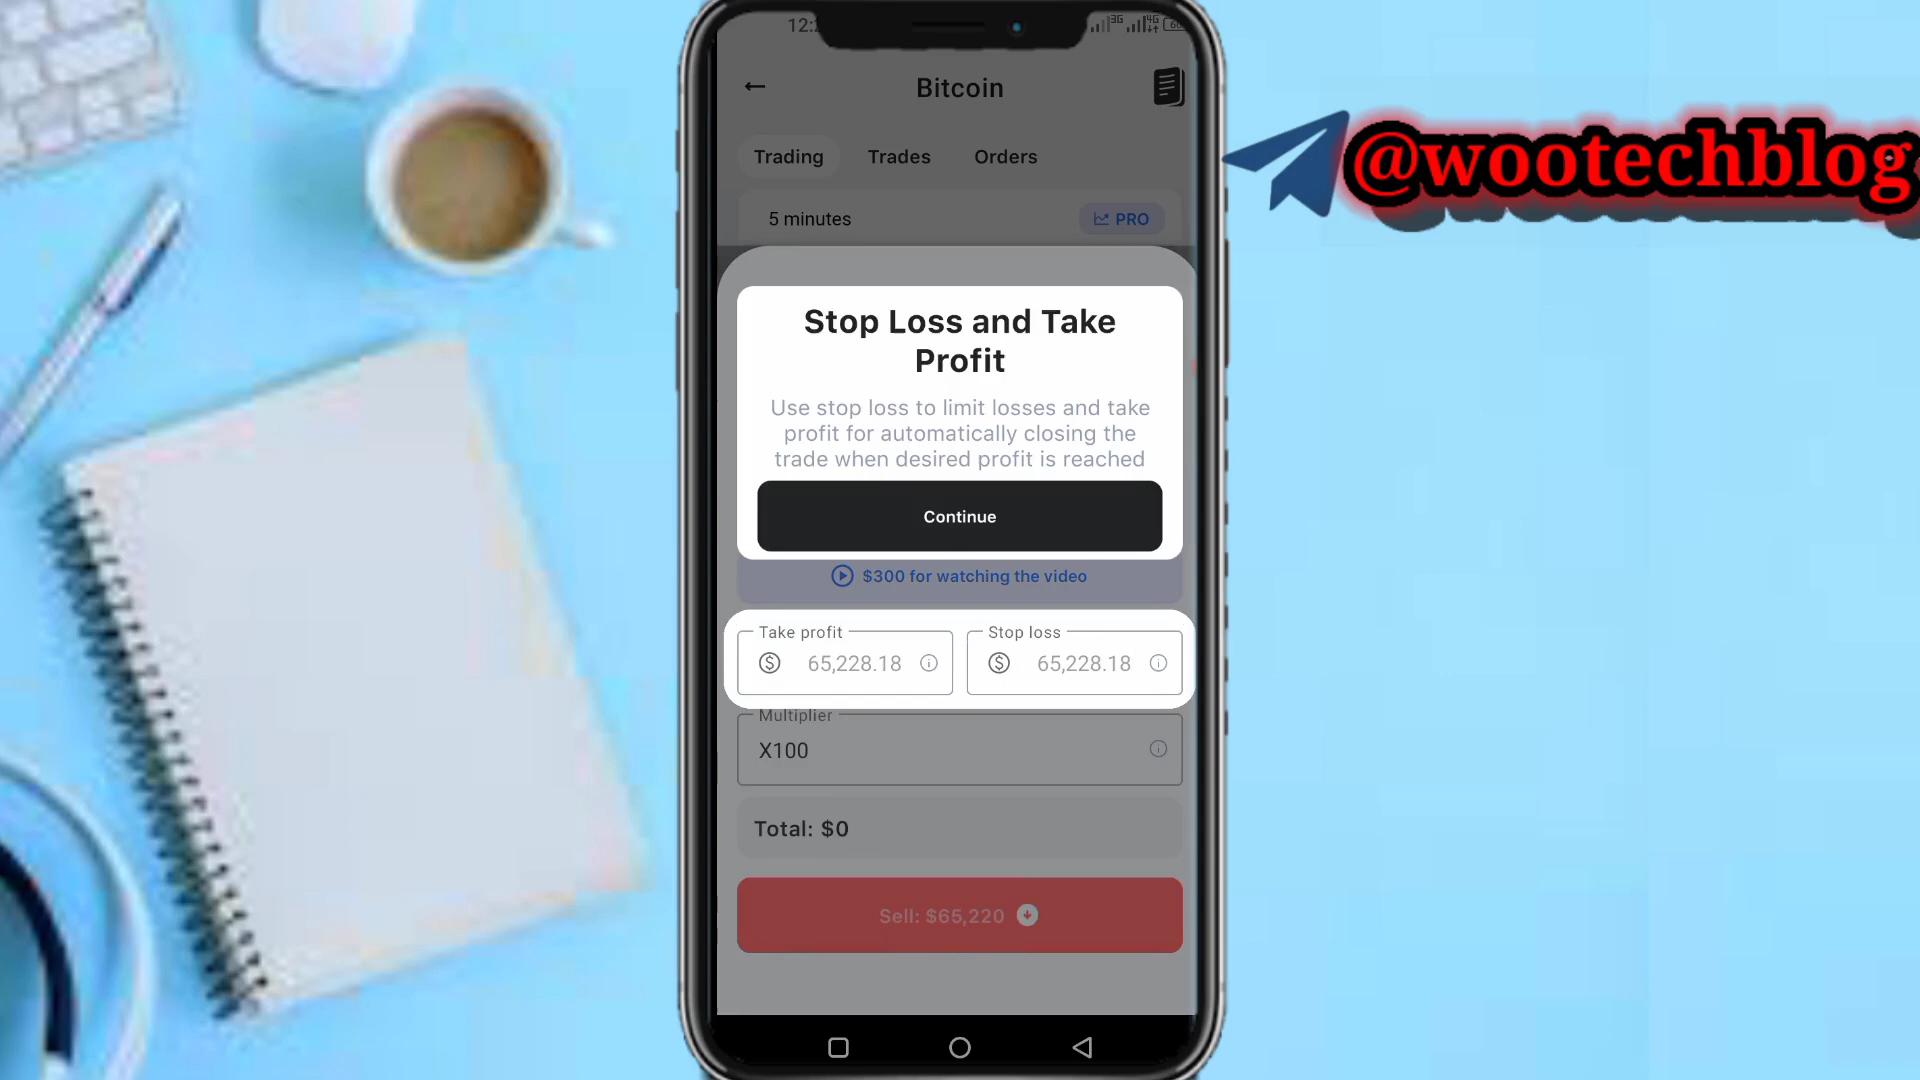 3G 4G
Bitcoin
Trading Trades Orders
5 minutes PRO
@wootechblog
Stop Loss and Take
Profit
Use stop loss to limit losses and take
profit for automatically closing the
trade when desired profit is reached
Continue
$300 for watching the video
Take profit Stop loss
65,228.18 65,228.18
Multiplier
X100
Total: $0
Sell: $65,220